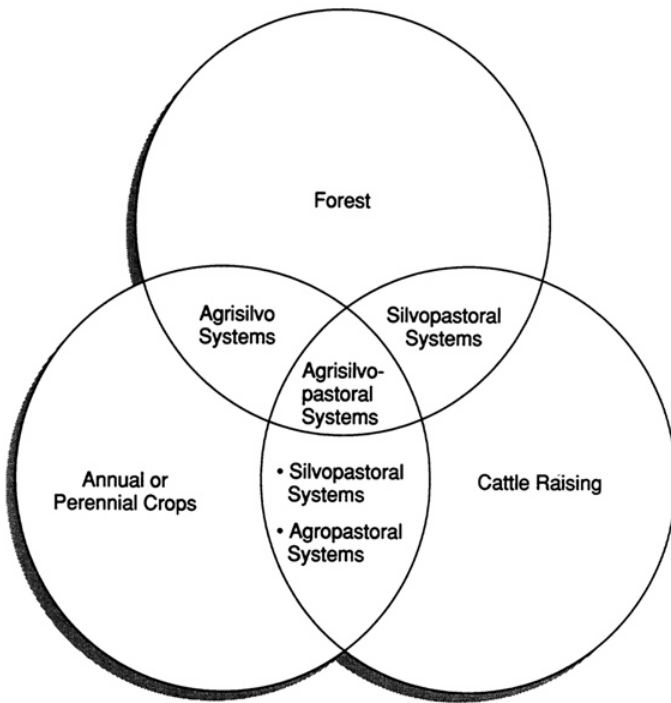 Forest
Agrisilvo
Systems
Silvopastoral
Systems
Agrisilvo-
pastoral
Systems
Annual or
Perennial Crops
• Silvopastoral
Systems
• Agropastoral
Systems
Cattle Raising